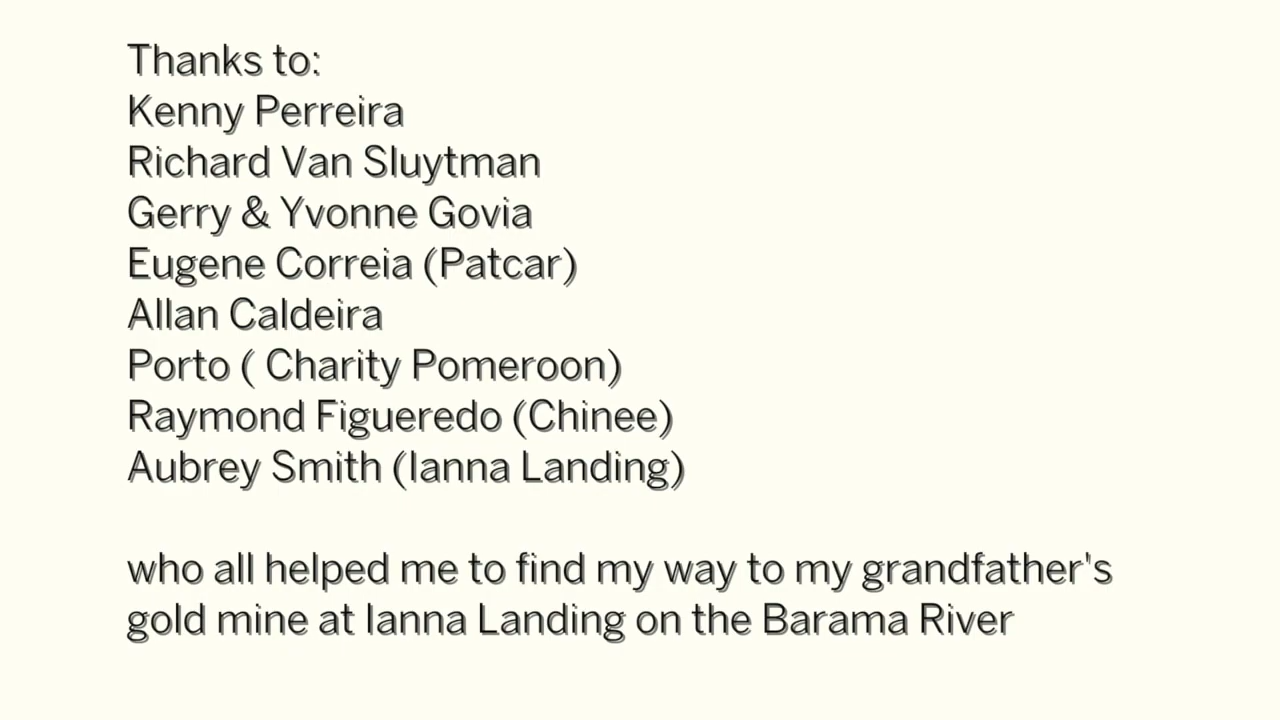 Thanks to:
Kenny Perreira
Richard Van Sluytman
Gerry & Yvonne Govia
Eugene Correia (Patcar)
Allan Caldeira
Porto ( Charity Pomeroon)
Raymond Figueredo (Chinee)
Aubrey Smith (Ianna Landing)
who all helped me to find my way to my grandfather's
gold mine at Ianna Landing on the Barama River